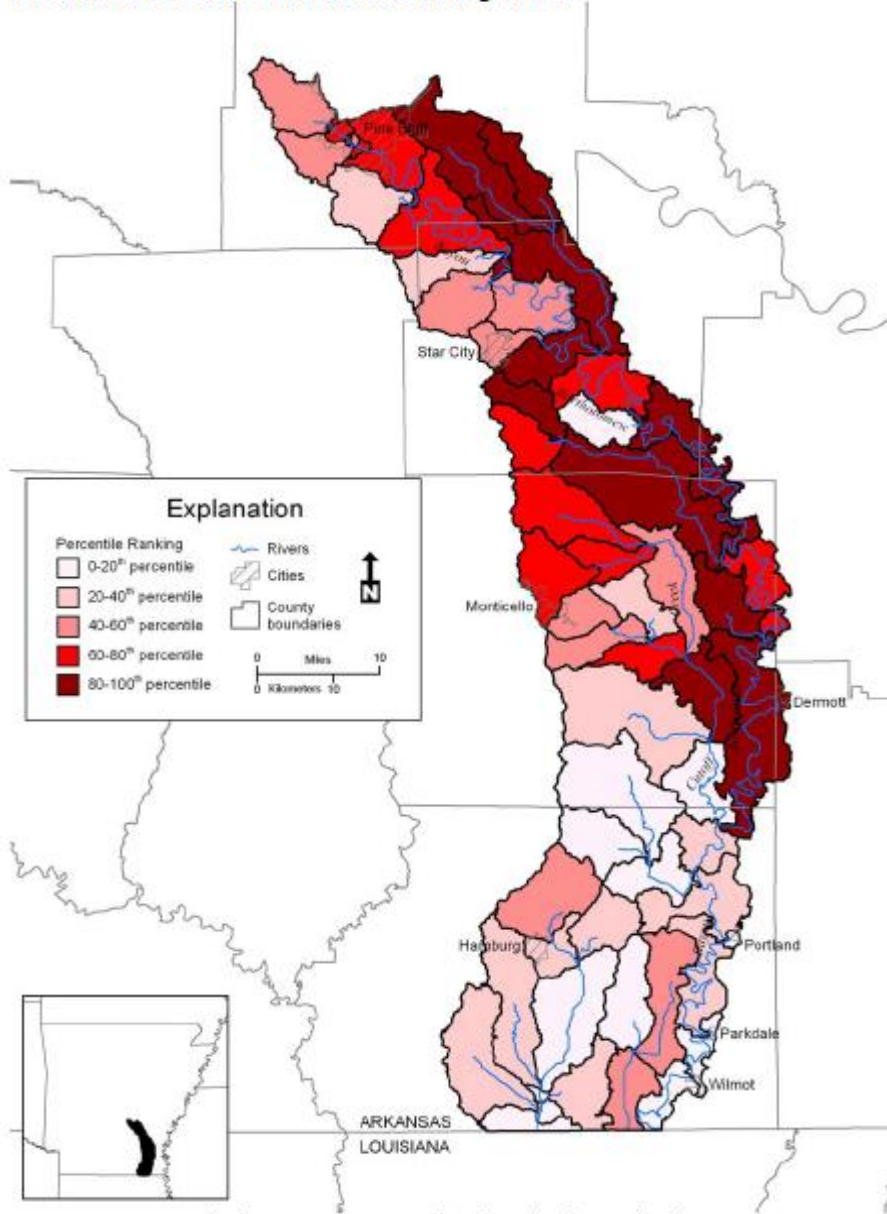 Pine Bluff
Star City
Explanation
Percentile Ranking
0-20th percentile
20-40th percentile
40-60th percentile
60-80th percentile
80-100th percentile
Rivers
Cities
County
boundaries
N
0 Miles 10
0 Kilometers 10
Monticello
Dermott
Cutoff
Hamburg
Portland
Parkdale
Wilmot
ARKANSAS
LOUISIANA